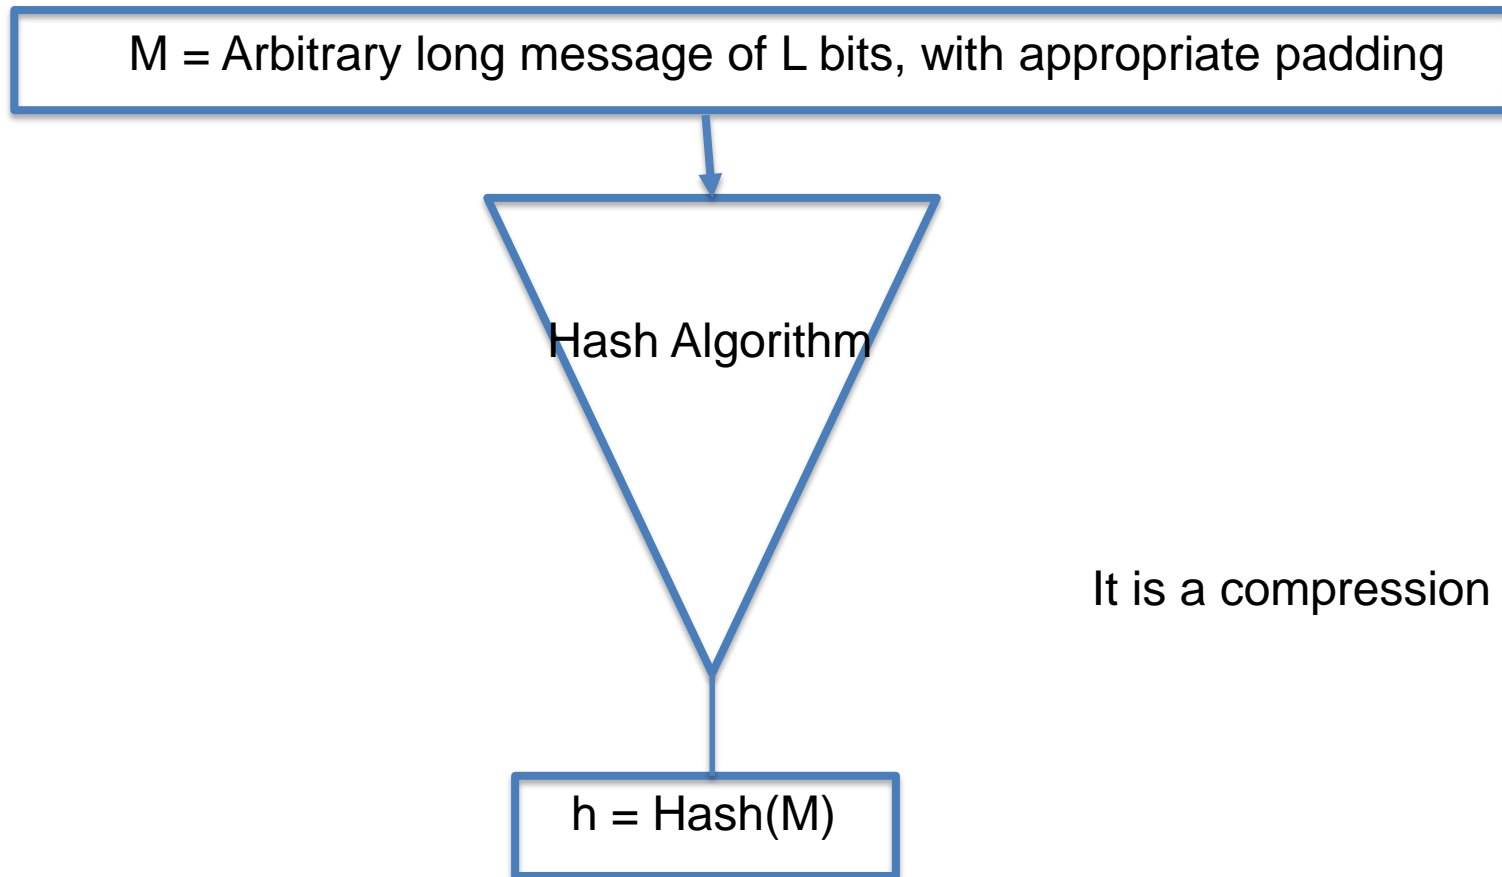 M = Arbitrary long message of L bits, with appropriate padding
Hash Algorithm
It is a compression
h = Hash(M)